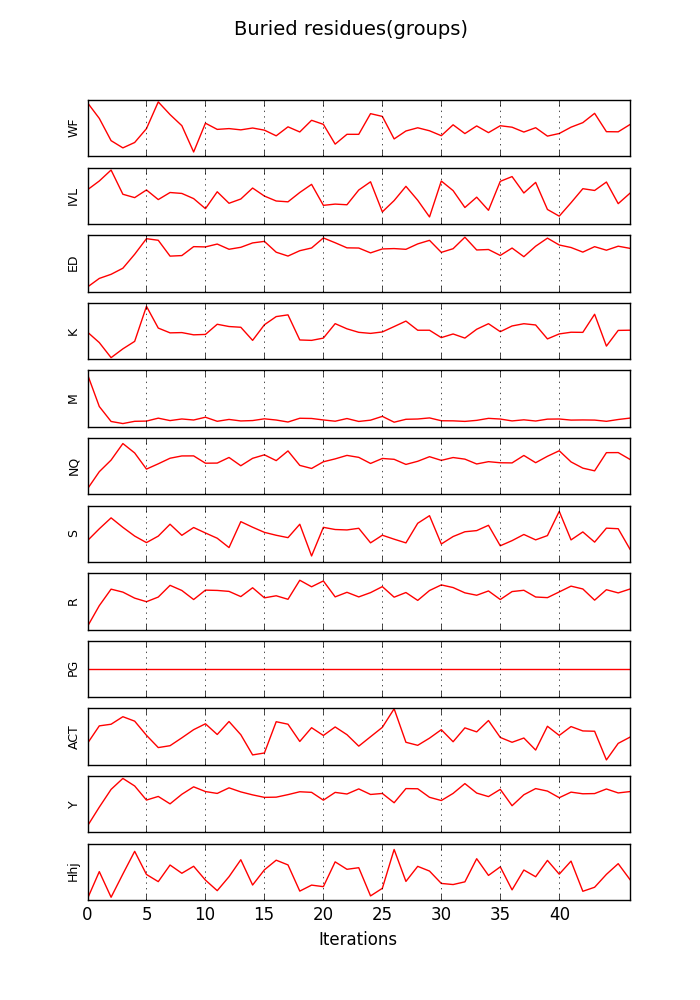 Buried residues(groups)
WF
IVL
ED
K
M
NQ
S
R
PG
ACT
Y
Hhj
0 5 10 15 20 25 30 35 40
Iterations